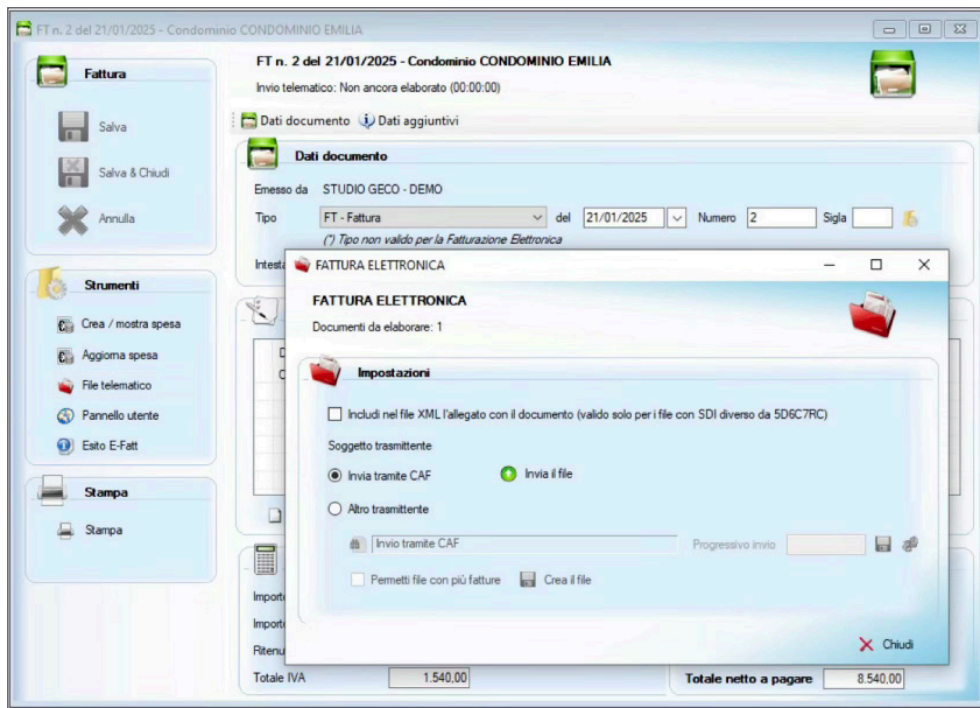 FT n. 2 del 21/01/2025 - Condominio CONDOMINIO EMILIA
Fattura
Salva
Salva & Chiudi
Annulla
Strumenti
Crea / mostra spesa
Aggiorna spesa
File telematico
Pannello utente
Esito E-Fatt
Stampa
Stampa
FT n. 2 del 21/01/2025 - Condominio CONDOMINIO EMILIA
Invio telematico: Non ancora elaborato (00:00:00)
Dati documento Dati aggiuntivi
Dati documento
Emesso da STUDIO GECO - DEMO
Tipo FT - Fattura del 21/01/2025 Numero 2 Sigla
(*) Tipo non valido per la Fatturazione Elettronica
Intesta
FATTURA ELETTRONICA
FATTURA ELETTRONICA
Documenti da elaborare: 1
Impostazioni
Includi nel file XML l'allegato con il documento (valido solo per i file con SDI diverso da 5D6C7RC)
Soggetto trasmittente
Invia tramite CAF Invia il file
Altro trasmittente
Invio tramite CAF Progressivo invio
Permetti file con più fatture Crea il file
Chiudi
Import
Import
Ritenu
Totale IVA 1.540,00 Totale netto a pagare 8.540,00